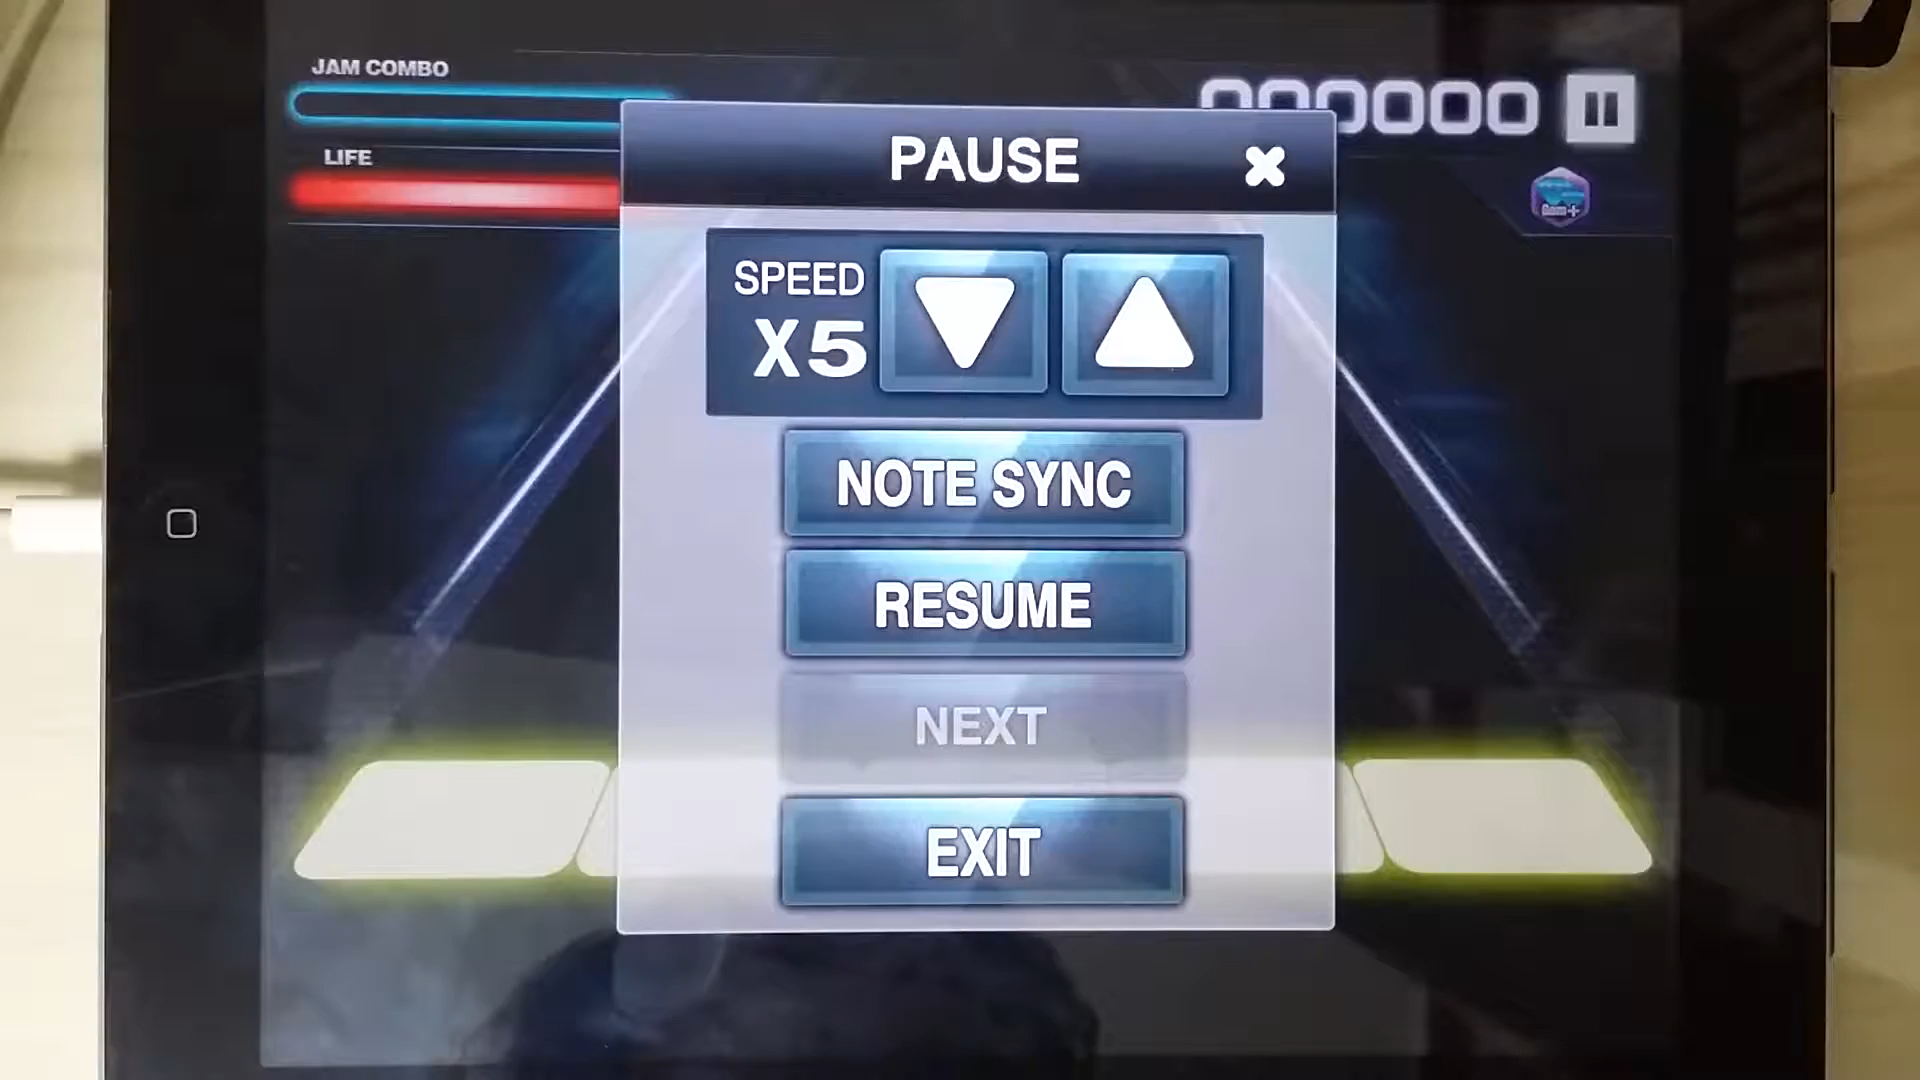 JAM COMBO
000000
LIFE
PAUSE
SPEED
X5
NOTE SYNC
RESUME
NEXT
EXIT